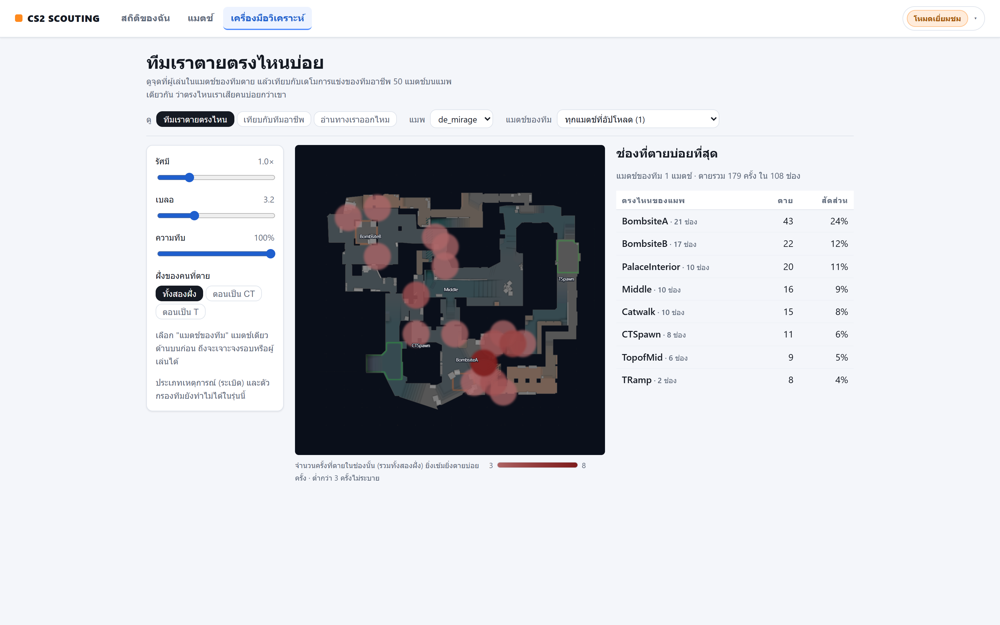 CS2 SCOUTING
สถิติของฉัน
แมตช์
เครื่องมือวิเคราะห์
โหมดเยี่ยมชม
ทีมเราตายตรงไหนบ่อย
ดูจุดที่ผู้เล่นในแมตช์ของทีมตาย แล้วเทียบกับเดโมการแข่งของทีมอาชีพ 50 แมตช์บนแมพ
เดียวกัน ว่าตรงไหนเราเสียคนบ่อยกว่าเขา
ดู
ทีมเราตายตรงไหน
เทียบกับทีมอาชีพ
อ่านทางเราออกไหม
แมพ
de_mirage
แมตช์ของทีม
ทุกแมตช์ที่อัปโหลด (1)
รัศมี 1.0×
เบลอ 3.2
ความทึบ 100%
ฝั่งของคนที่ตาย
ทั้งสองฝั่ง
ตอนเป็น CT
ตอนเป็น T
เลือก "แมตช์ของทีม" แมตช์เดียว
ด้านบนก่อน ถึงจะเจาะจงรอบหรือผู้
เล่นได้
ประเภทเหตุการณ์ (ระเบิด) และตัว
กรองทีมยังทำไม่ได้ในรุ่นนี้
BombsiteB
TSpawn
Middle
CTSpawn
BombsiteA
จำนวนครั้งที่ตายในช่องนั้น (รวมทั้งสองฝั่ง) ยิ่งเข้มยิ่งตายบ่อย 3 8
ครั้ง · ต่ำกว่า 3 ครั้งไม่ระบาย
ช่องที่ตายบ่อยที่สุด
แมตช์ของทีม 1 แมตช์ · ตายรวม 179 ครั้ง ใน 108 ช่อง
ตรงไหนของแมพ ตาย สัดส่วน
BombsiteA · 21 ช่อง 43 24%
BombsiteB · 17 ช่อง 22 12%
PalaceInterior · 10 ช่อง 20 11%
Middle · 10 ช่อง 16 9%
Catwalk · 10 ช่อง 15 8%
CTSpawn · 8 ช่อง 11 6%
TopofMid · 6 ช่อง 9 5%
TRamp · 2 ช่อง 8 4%